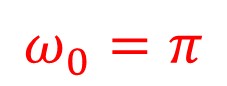 ω₀ = π